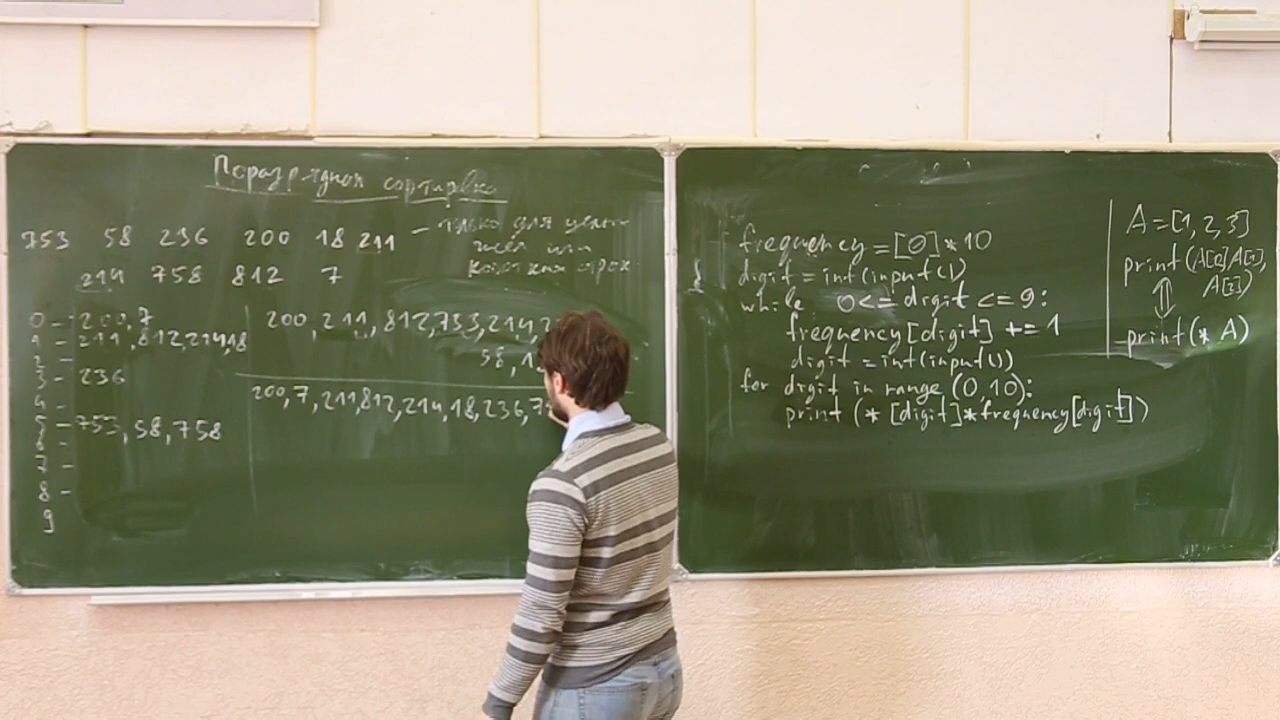 Поразрядная сортировка
753 58 236 200 18 211 - только для целых
чисел или
коротких строк
214 758 812 7
0 - 200,7
1 - 211,812,214,18
2 -
3 - 236
4 -
5 - 753,58,758
6 -
7 -
8 -
9
200,211,812,753,214,
58,1
200,7,211,812,214,18,236,7
frequency=[0]*10
digit = int(input())
while 0<= digit <= 9:
frequency[digit] += 1
digit = int(input())
for digit in range (0,10):
print (* [digit]*frequency[digit])
A=[1,2,3]
print(A[0],A[1],
A[2])
⇕
print(* A)